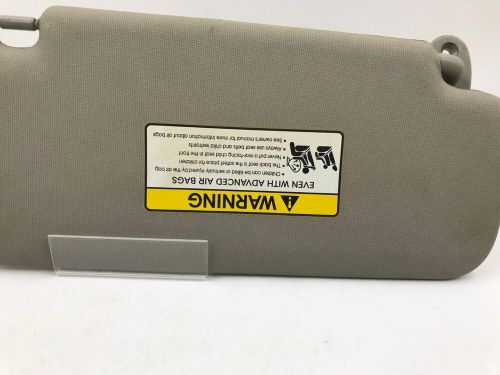 WARNING
EVEN WITH ADVANCED AIR BAGS
• Children can be killed or seriously injured by the air bag
• The back seat is the safest place for children
• Never put a rear-facing child seat in the front
• Always use seat belts and child restraints
• See owner's manual for more information about air bags